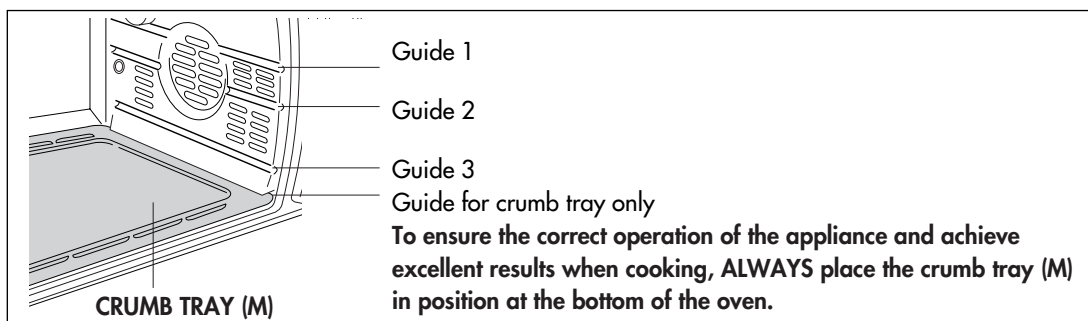 Guide 1
Guide 2
Guide 3
Guide for crumb tray only
To ensure the correct operation of the appliance and achieve
excellent results when cooking, ALWAYS place the crumb tray (M)
in position at the bottom of the oven.
CRUMB TRAY (M)